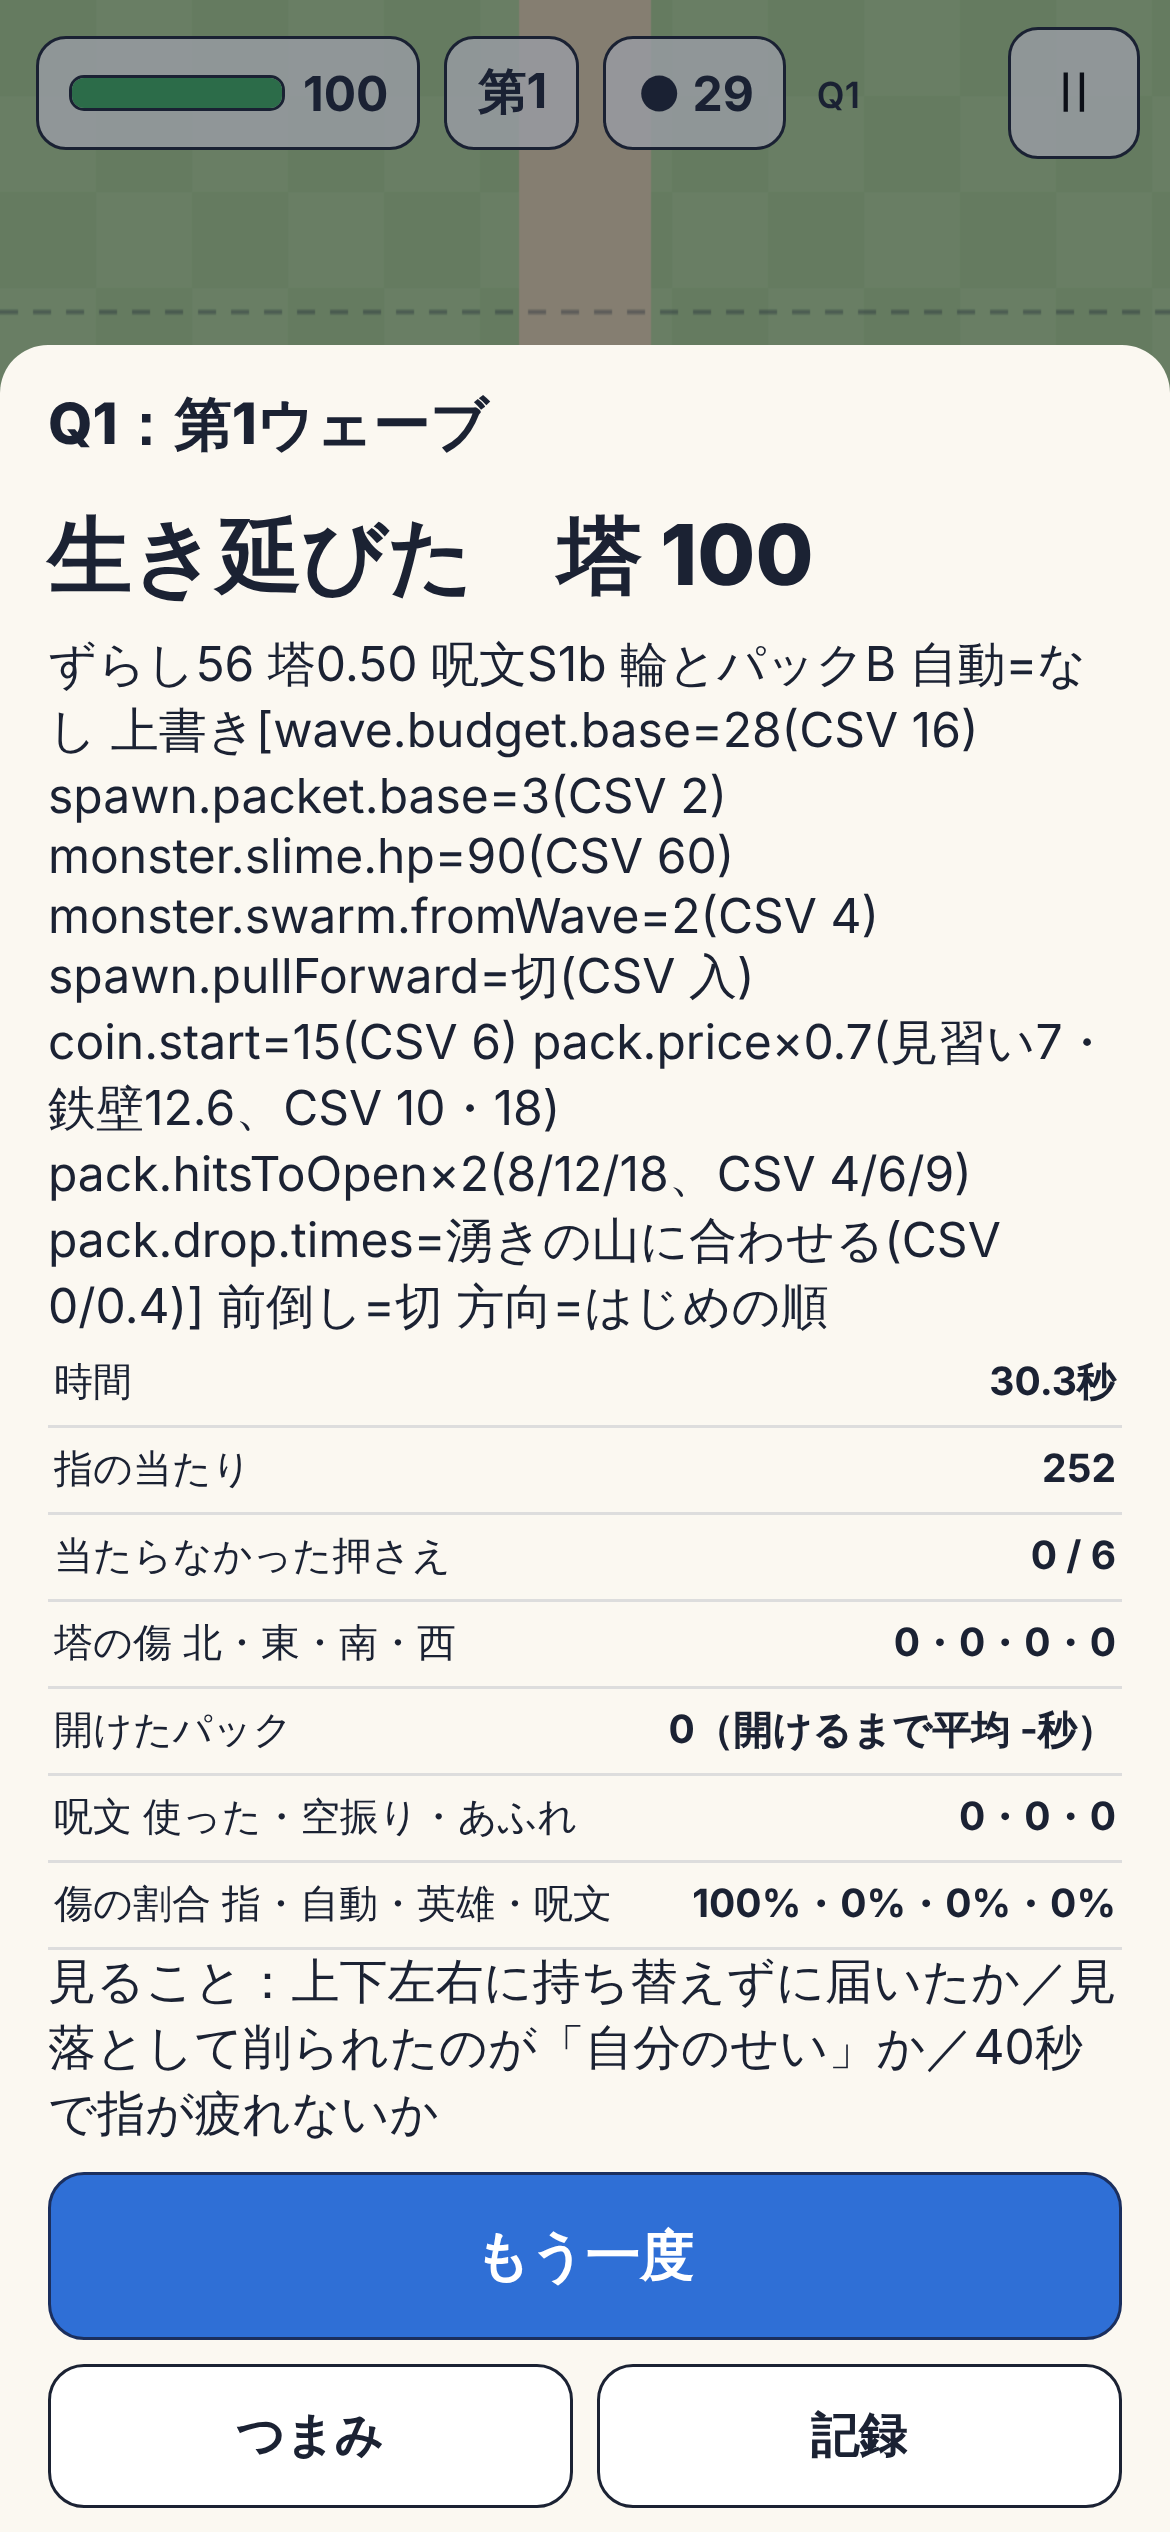 100
第1
29
Q1
Q1：第1ウェーブ
生き延びた　塔 100
ずらし56 塔0.50 呪文S1b 輪とパックB 自動=な
し 上書き[wave.budget.base=28(CSV 16)
spawn.packet.base=3(CSV 2)
monster.slime.hp=90(CSV 60)
monster.swarm.fromWave=2(CSV 4)
spawn.pullForward=切(CSV 入)
coin.start=15(CSV 6) pack.price×0.7(見習い7・
鉄壁12.6、CSV 10・18)
pack.hitsToOpen×2(8/12/18、CSV 4/6/9)
pack.drop.times=湧きの山に合わせる(CSV
0/0.4)] 前倒し=切 方向=はじめの順
時間 30.3秒
指の当たり 252
当たらなかった押さえ 0 / 6
塔の傷 北・東・南・西 0・0・0・0
開けたパック 0（開けるまで平均 -秒）
呪文 使った・空振り・あふれ 0・0・0
傷の割合 指・自動・英雄・呪文 100%・0%・0%・0%
見ること：上下左右に持ち替えずに届いたか／見
落として削られたのが「自分のせい」か／40秒
で指が疲れないか
もう一度
つまみ
記録